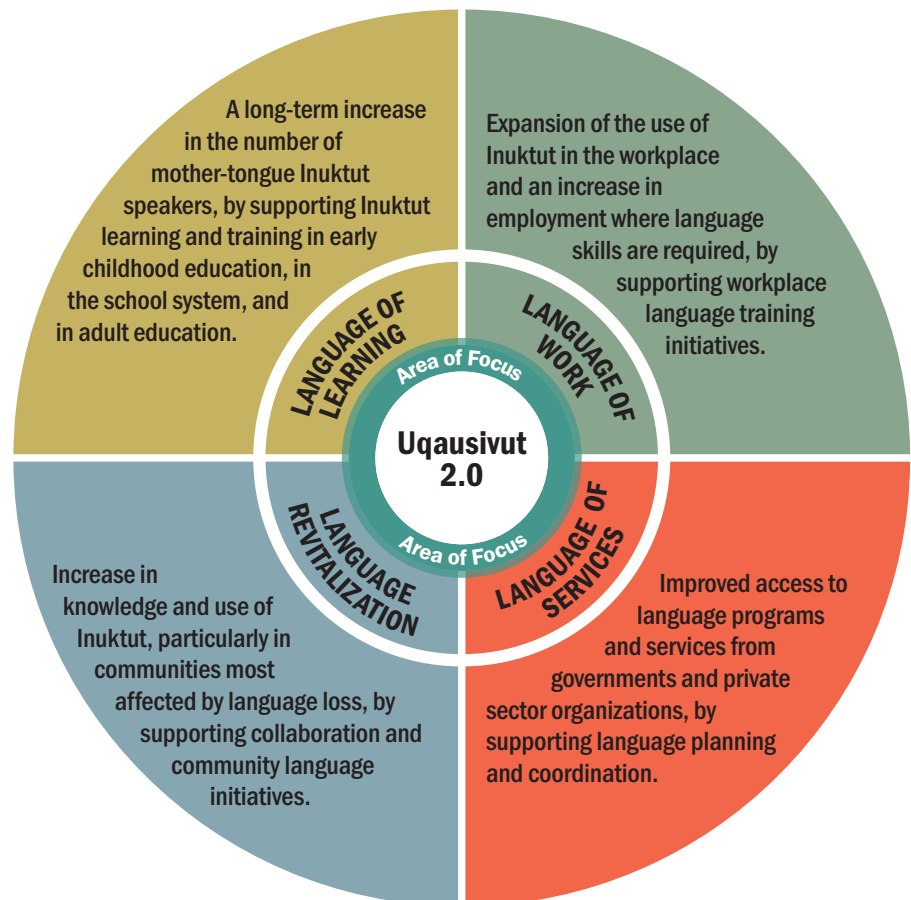 A long-term increase
in the number of
mother-tongue Inuktut
speakers, by supporting Inuktut
learning and training in early
childhood education, in
the school system, and
in adult education.
Expansion of the use of
Inuktut in the workplace
and an increase in
employment where language
skills are required, by
supporting workplace
language training
initiatives.
LANGUAGE OF
LEARNING
LANGUAGE OF
WORK
Area of Focus
Uqausivut
2.0
Area of Focus
LANGUAGE
REVITALIZATION
LANGUAGE OF
SERVICES
Increase in
knowledge and use of
Inuktut, particularly in
communities most
affected by language loss, by
supporting collaboration and
community language
initiatives.
Improved access to
language programs
and services from
governments and private
sector organizations, by
supporting language planning
and coordination.